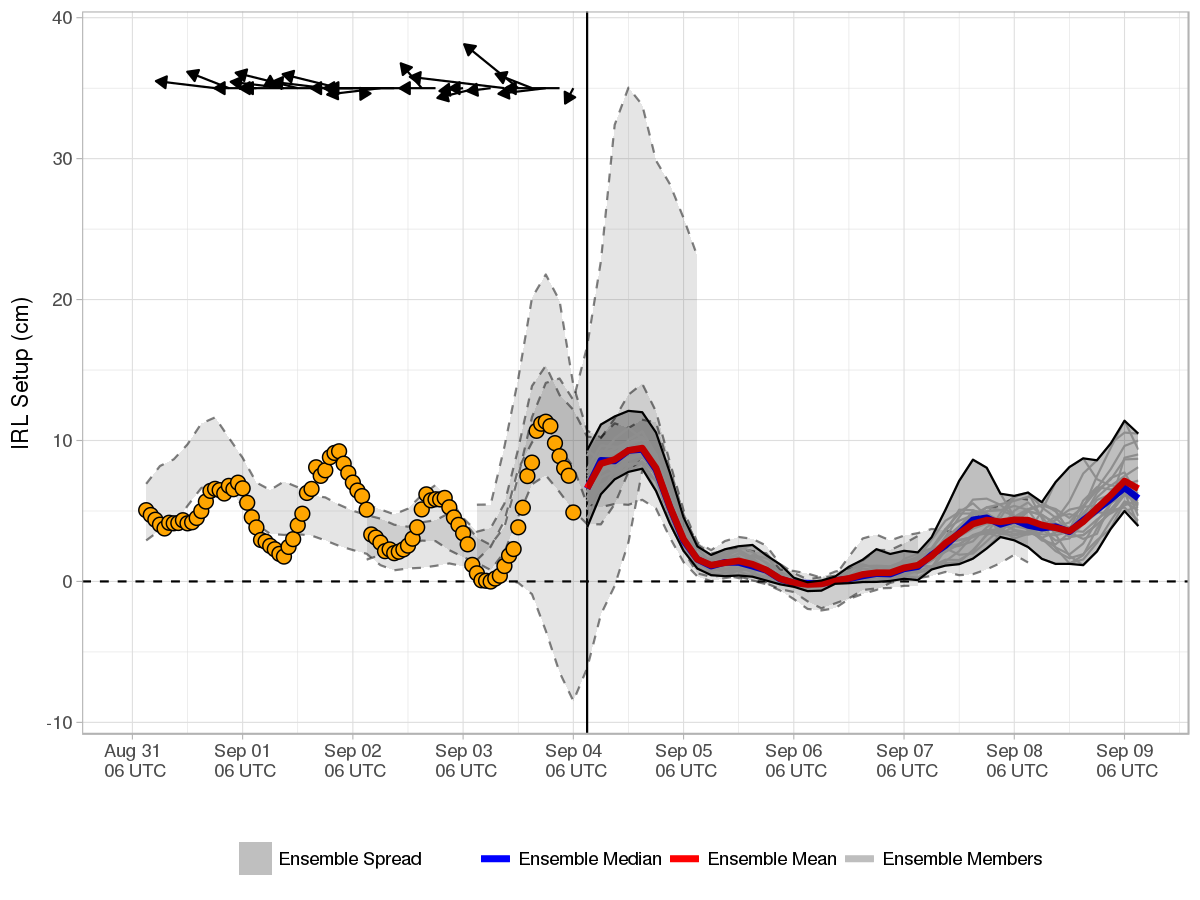 40
30
20
10
0
-10
IRL Setup (cm)
Aug 31 Sep 01 Sep 02 Sep 03 Sep 04 Sep 05 Sep 06 Sep 07 Sep 08 Sep 09
06 UTC 06 UTC 06 UTC 06 UTC 06 UTC 06 UTC 06 UTC 06 UTC 06 UTC 06 UTC
Ensemble Spread Ensemble Median Ensemble Mean Ensemble Members